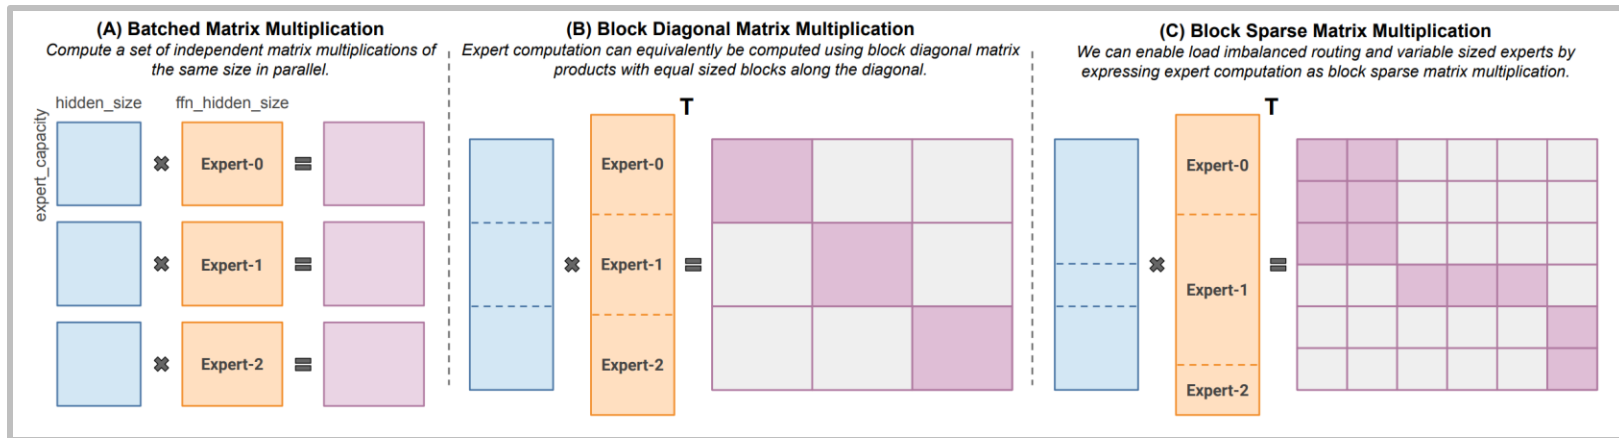 (A) Batched Matrix Multiplication
Compute a set of independent matrix multiplications of
the same size in parallel.
hidden_size
ffn_hidden_size
expert_capacity
Expert-0
Expert-1
Expert-2
(B) Block Diagonal Matrix Multiplication
Expert computation can equivalently be computed using block diagonal matrix
products with equal sized blocks along the diagonal.
T
Expert-0
Expert-1
Expert-2
(C) Block Sparse Matrix Multiplication
We can enable load imbalanced routing and variable sized experts by
expressing expert computation as block sparse matrix multiplication.
T
Expert-0
Expert-1
Expert-2